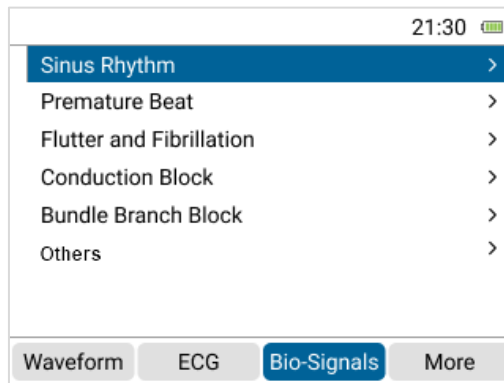 21:30
Sinus Rhythm
Premature Beat
Flutter and Fibrillation
Conduction Block
Bundle Branch Block
Others
Waveform ECG Bio-Signals More